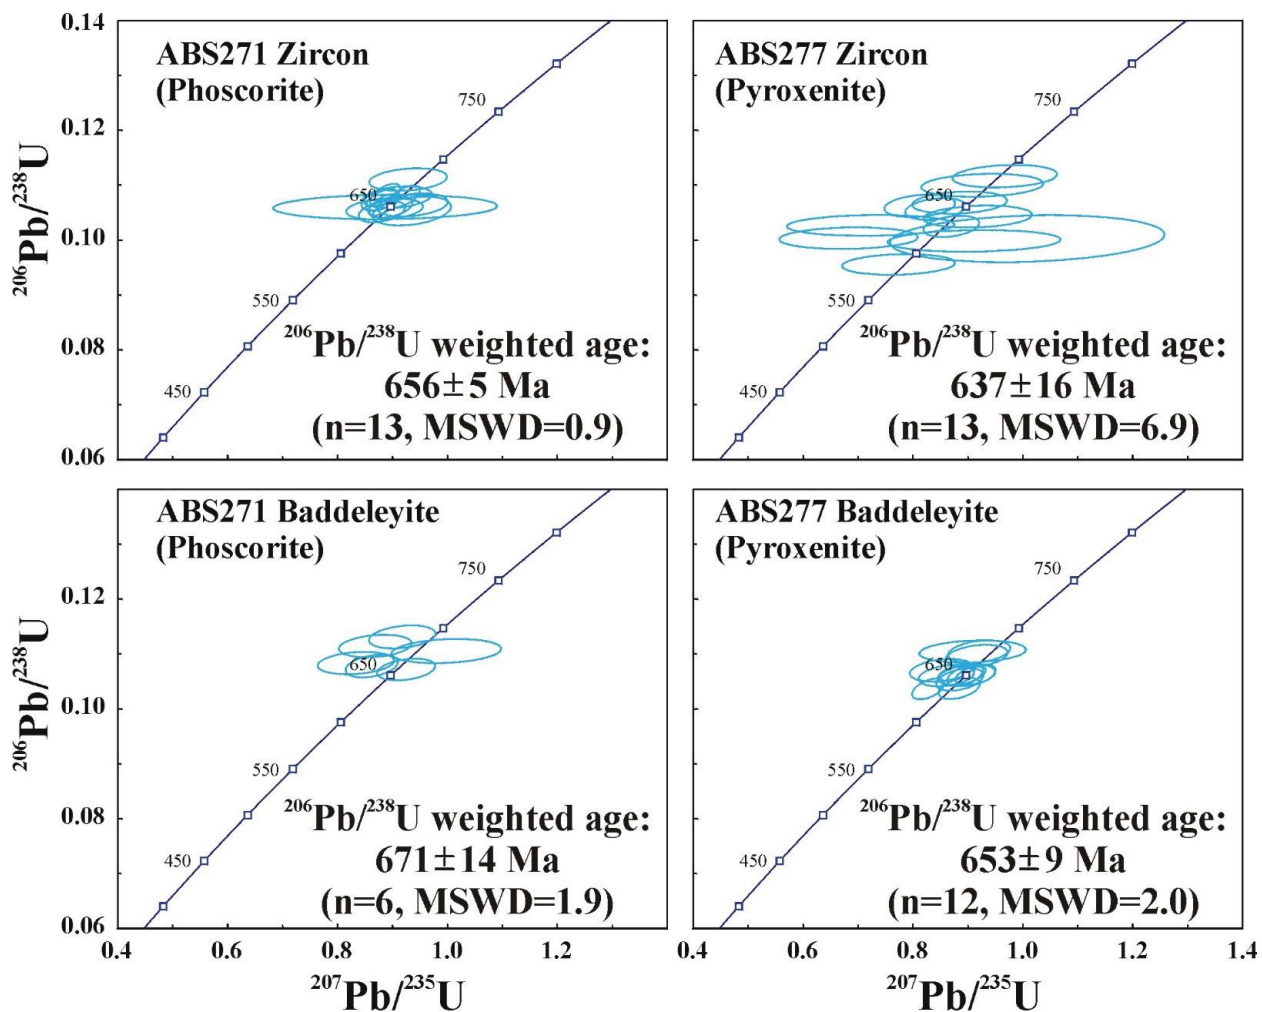 0.14
0.12
0.10
0.08
0.06
²⁰⁶Pb/²³⁸U
ABS271 Zircon
(Phoscorite)
750
650
550
450
²⁰⁶Pb/²³⁸U weighted age:
656±5 Ma
(n=13, MSWD=0.9)
ABS277 Zircon
(Pyroxenite)
750
650
550
450
²⁰⁶Pb/²³⁸U weighted age:
637±16 Ma
(n=13, MSWD=6.9)
0.12
0.10
0.08
0.06
²⁰⁶Pb/²³⁸U
ABS271 Baddeleyite
(Phoscorite)
750
650
550
450
²⁰⁶Pb/²³⁸U weighted age:
671±14 Ma
(n=6, MSWD=1.9)
0.4 0.6 0.8 1.0 1.2
²⁰⁷Pb/²³⁵U
ABS277 Baddeleyite
(Pyroxenite)
750
650
550
450
²⁰⁶Pb/²³⁸U weighted age:
653±9 Ma
(n=12, MSWD=2.0)
0.4 0.6 0.8 1.0 1.2 1.4
²⁰⁷Pb/²³⁵U